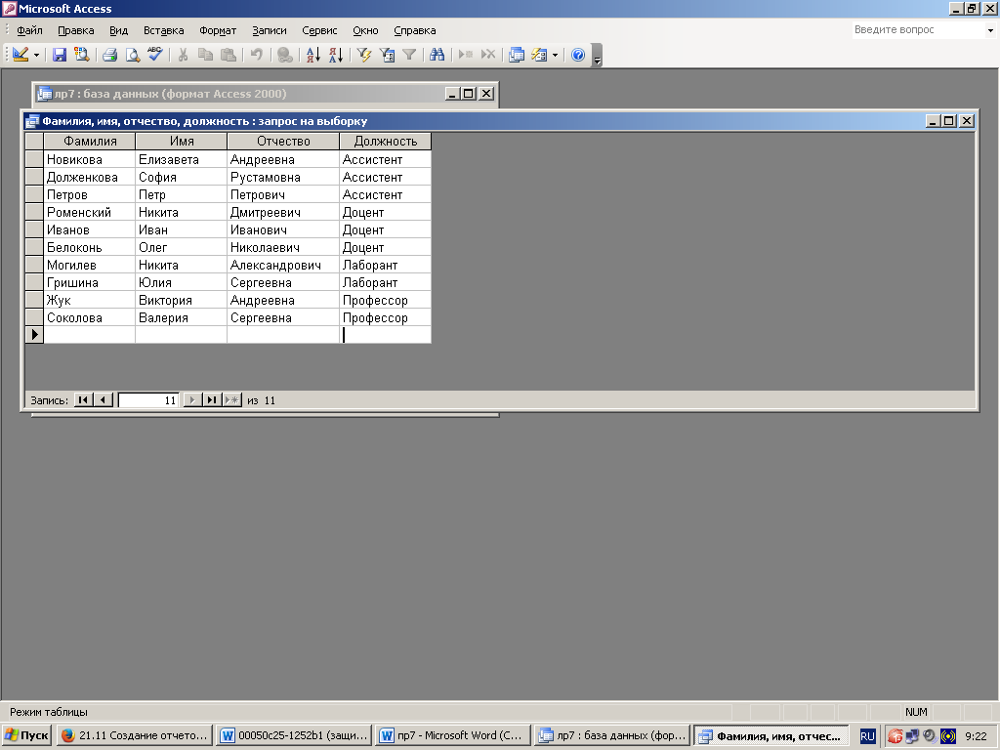 Microsoft Access
Файл Правка Вид Вставка Формат Записи Сервис Окно Справка Введите вопрос
лр7 : база данных (формат Access 2000)
Фамилия, имя, отчество, должность : запрос на выборку
Фамилия Имя Отчество Должность
Новикова Елизавета Андреевна Ассистент
Долженкова София Рустамовна Ассистент
Петров Петр Петрович Ассистент
Роменский Никита Дмитреевич Доцент
Иванов Иван Иванович Доцент
Белоконь Олег Николаевич Доцент
Могилев Никита Александрович Лаборант
Гришина Юлия Сергеевна Лаборант
Жук Виктория Андреевна Профессор
Соколова Валерия Сергеевна Профессор
Запись: 11 из 11
Режим таблицы NUM
Пуск 21.11 Создание отчето... 00050c25-1252b1 (защи... пр7 - Microsoft Word (С... лр7 : база данных (фор... Фамилия, имя, отчес... RU 9:22